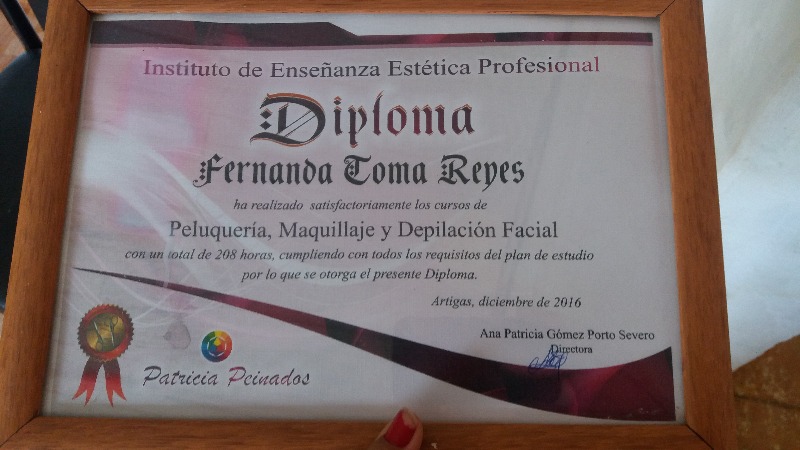 Instituto de Enseñanza Estética Profesional
Diploma
Fernanda Toma Reyes
ha realizado satisfactoriamente los cursos de
Peluquería, Maquillaje y Depilación Facial
con un total de 208 horas, cumpliendo con todos los requisitos del plan de estudio
por lo que se otorga el presente Diploma.
Artigas, diciembre de 2016
Ana Patricia Gómez Porto Severo
Directora
Patricia Peinados